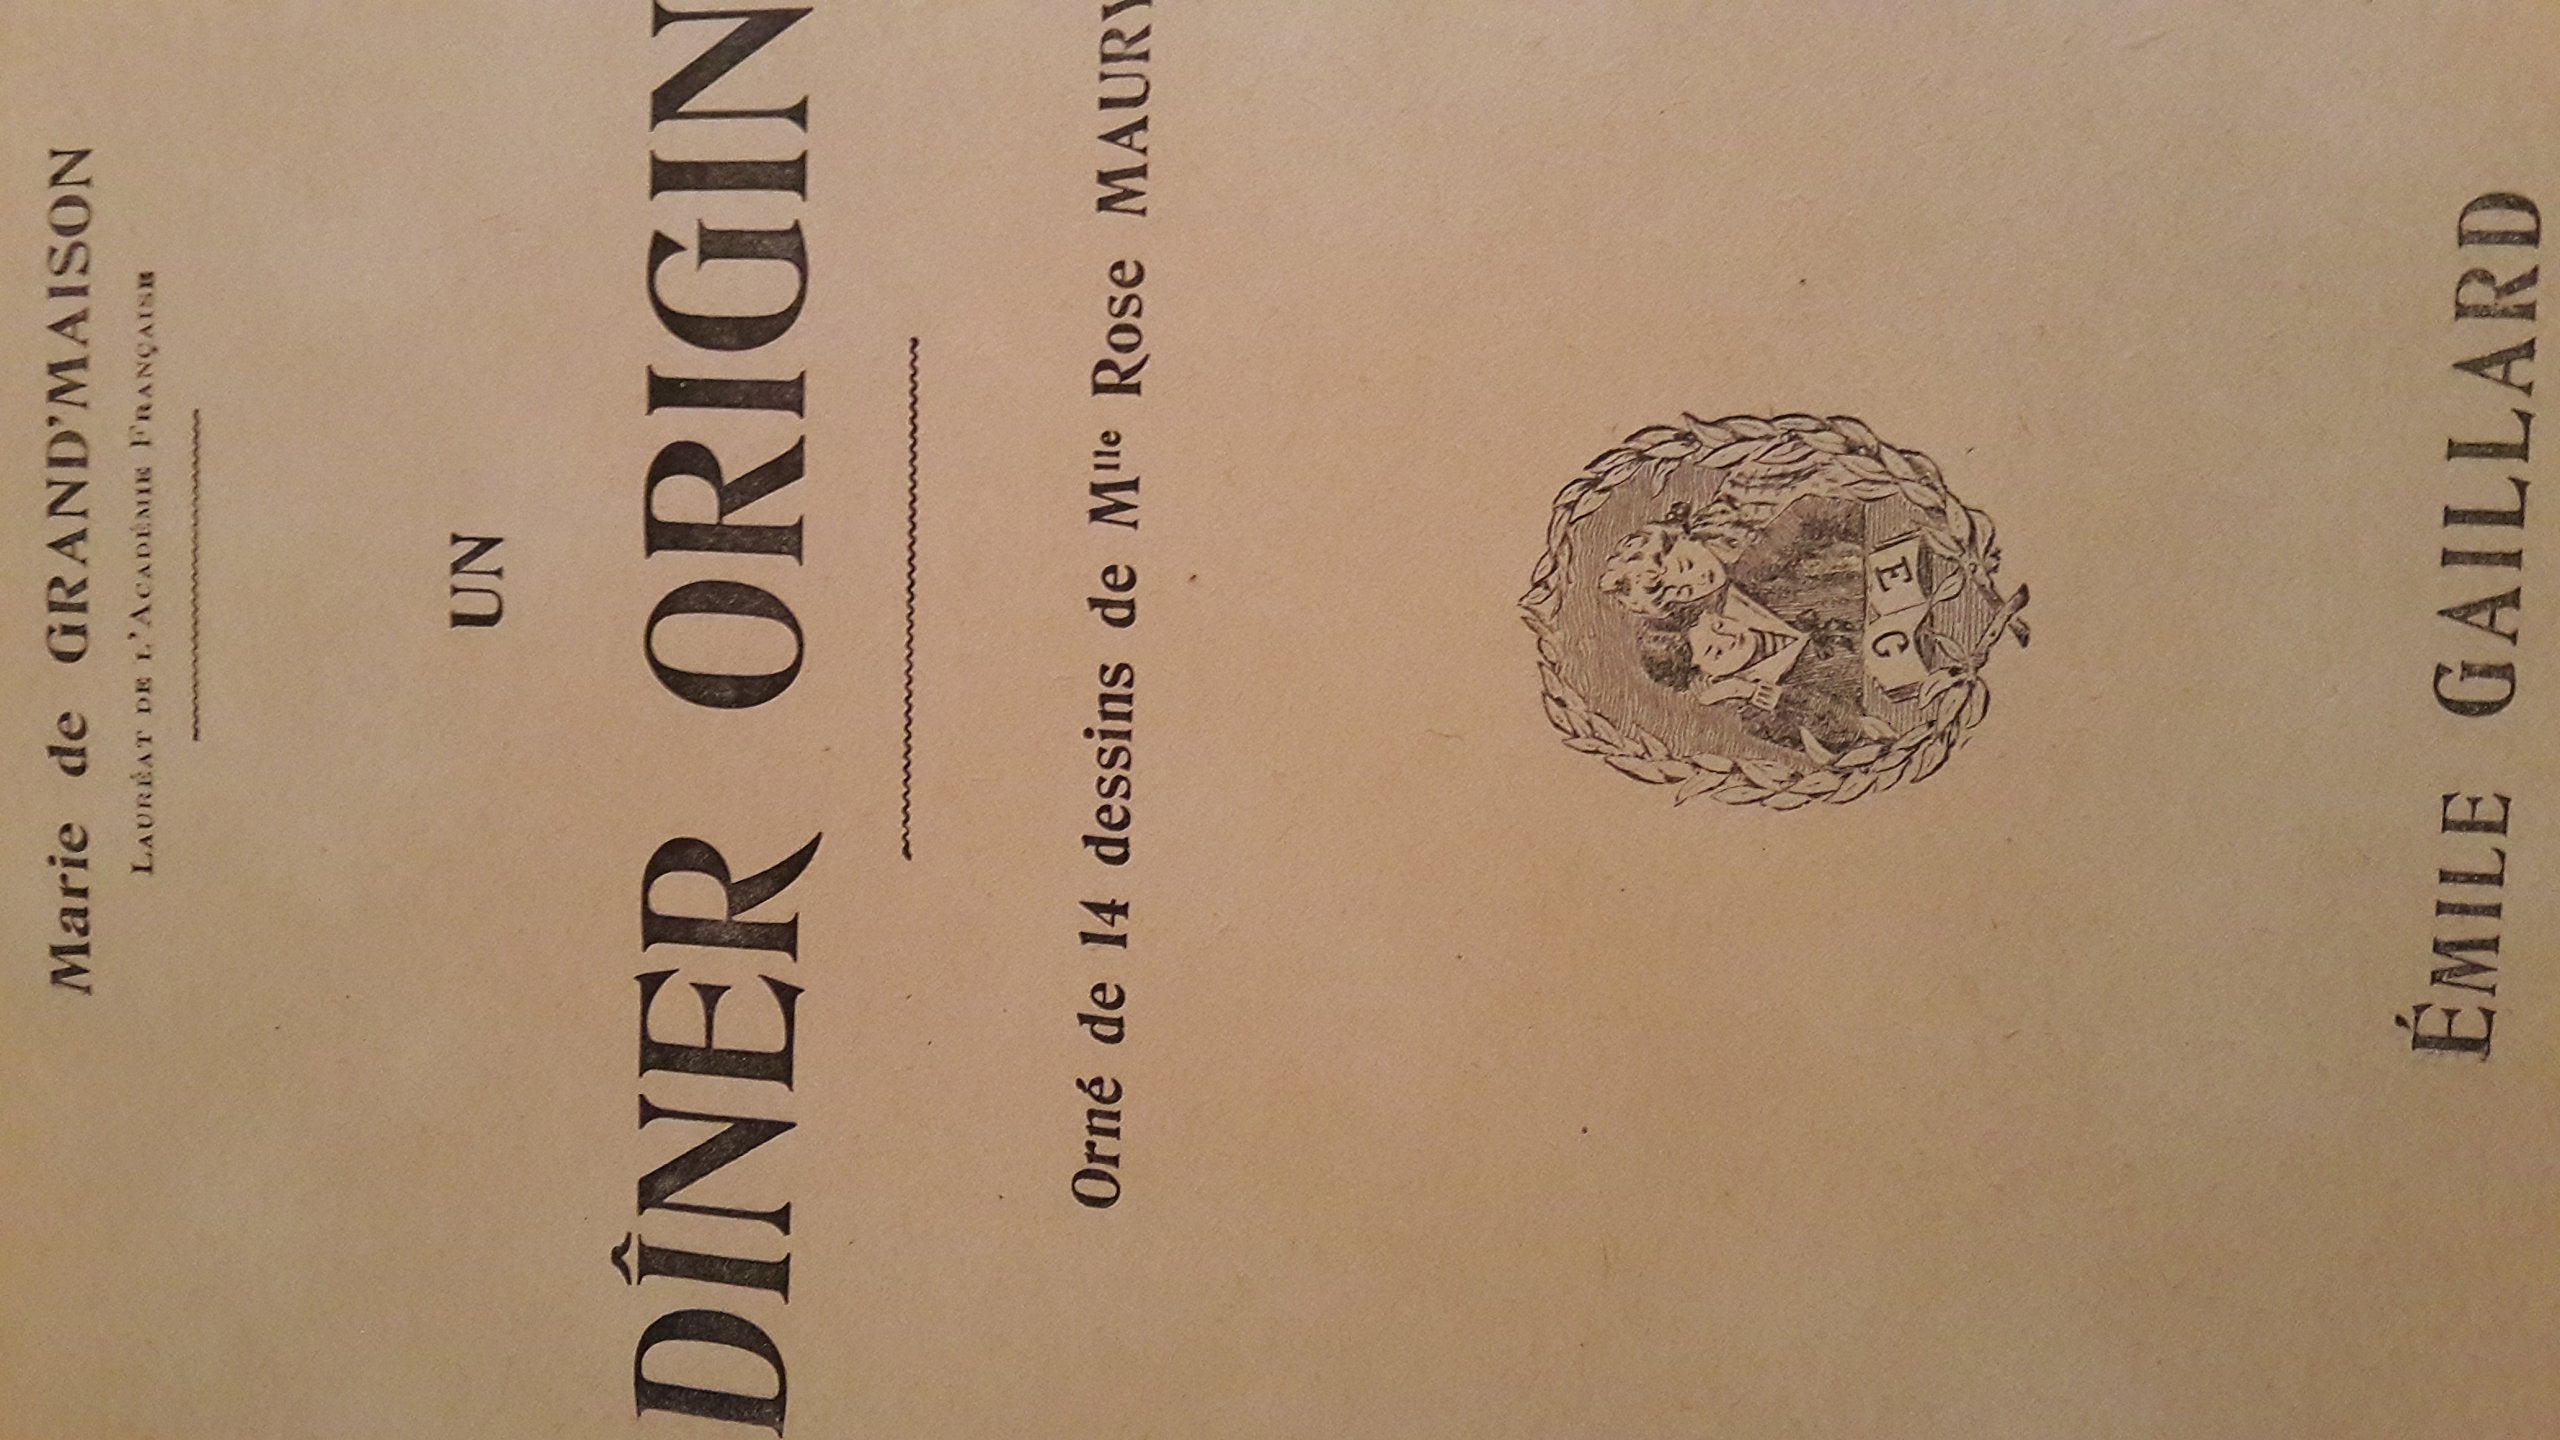 Marie de GRAND'MAISON
LAURÉAT DE L'ACADÉMIE FRANÇAISE
UN
DÎNER ORIGIN
Orné de 14 dessins de Mlle Rose MAURY
E G
ÉMILE GAILLARD